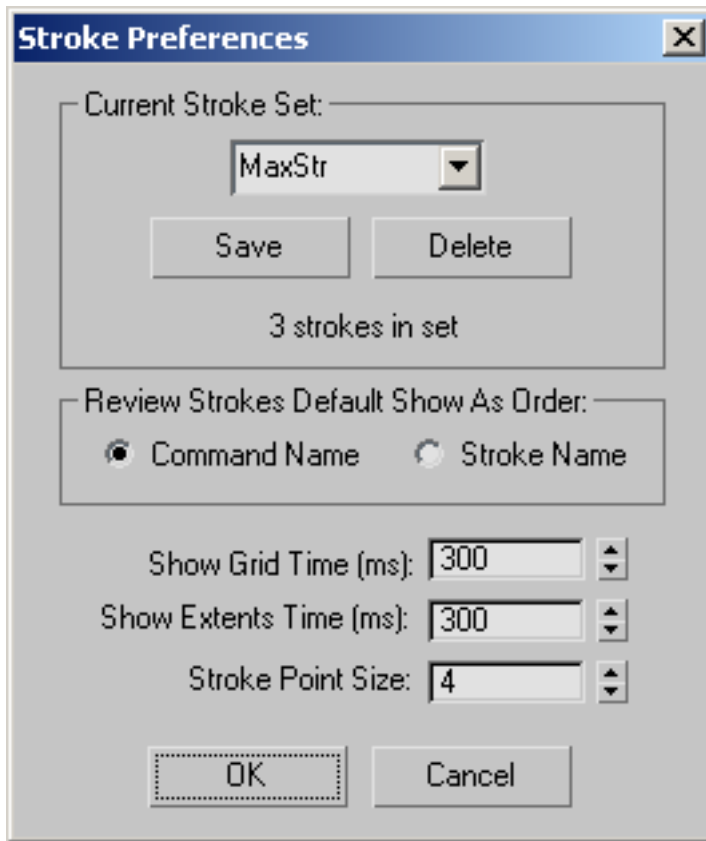 Stroke Preferences
Current Stroke Set:
MaxStr
Save Delete
3 strokes in set
Review Strokes Default Show As Order:
Command Name Stroke Name
Show Grid Time (ms): 300
Show Extents Time (ms): 300
Stroke Point Size: 4
OK Cancel